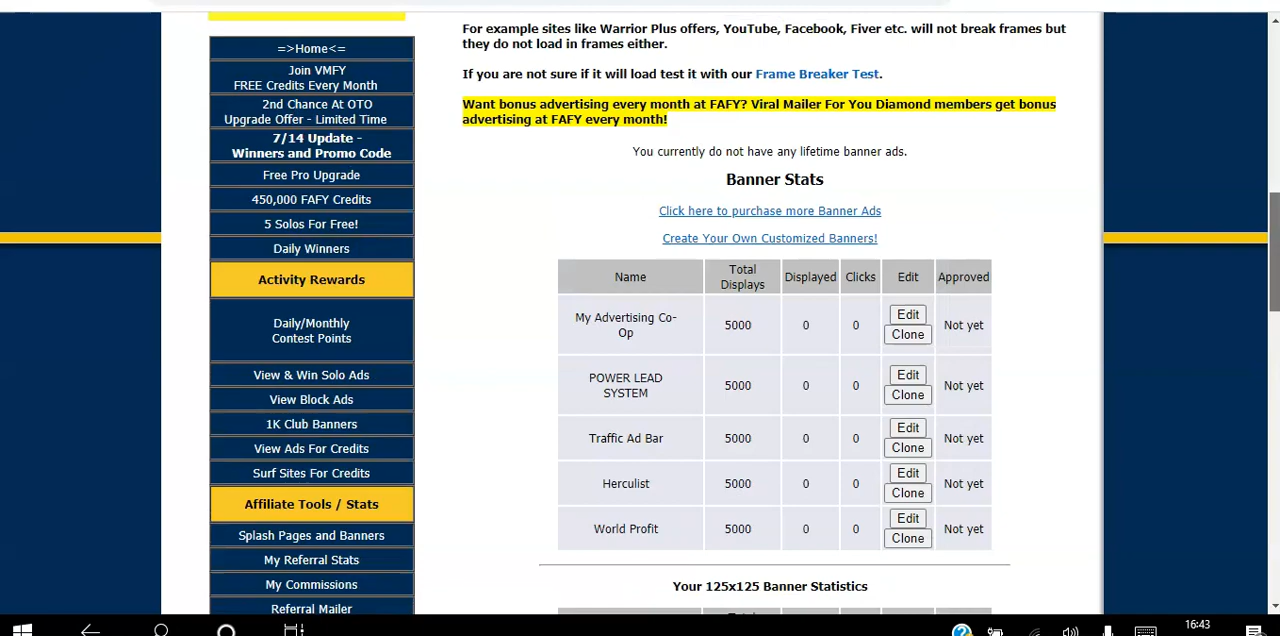 =>Home<=
Join VMFY
FREE Credits Every Month
2nd Chance At OTO
Upgrade Offer - Limited Time
7/14 Update -
Winners and Promo Code
Free Pro Upgrade
450,000 FAFY Credits
5 Solos For Free!
Daily Winners
Activity Rewards
Daily/Monthly
Contest Points
View & Win Solo Ads
View Block Ads
1K Club Banners
View Ads For Credits
Surf Sites For Credits
Affiliate Tools / Stats
Splash Pages and Banners
My Referral Stats
My Commissions
Referral Mailer
For example sites like Warrior Plus offers, YouTube, Facebook, Fiver etc. will not break frames but
they do not load in frames either.
If you are not sure if it will load test it with our Frame Breaker Test.
Want bonus advertising every month at FAFY? Viral Mailer For You Diamond members get bonus
advertising at FAFY every month!
You currently do not have any lifetime banner ads.
Banner Stats
Click here to purchase more Banner Ads
Create Your Own Customized Banners!
Name Total Displays Displayed Clicks Edit Approved
My Advertising Co-Op 5000 0 0 Edit Clone Not yet
POWER LEAD SYSTEM 5000 0 0 Edit Clone Not yet
Traffic Ad Bar 5000 0 0 Edit Clone Not yet
Herculist 5000 0 0 Edit Clone Not yet
World Profit 5000 0 0 Edit Clone Not yet
Your 125x125 Banner Statistics
16:43